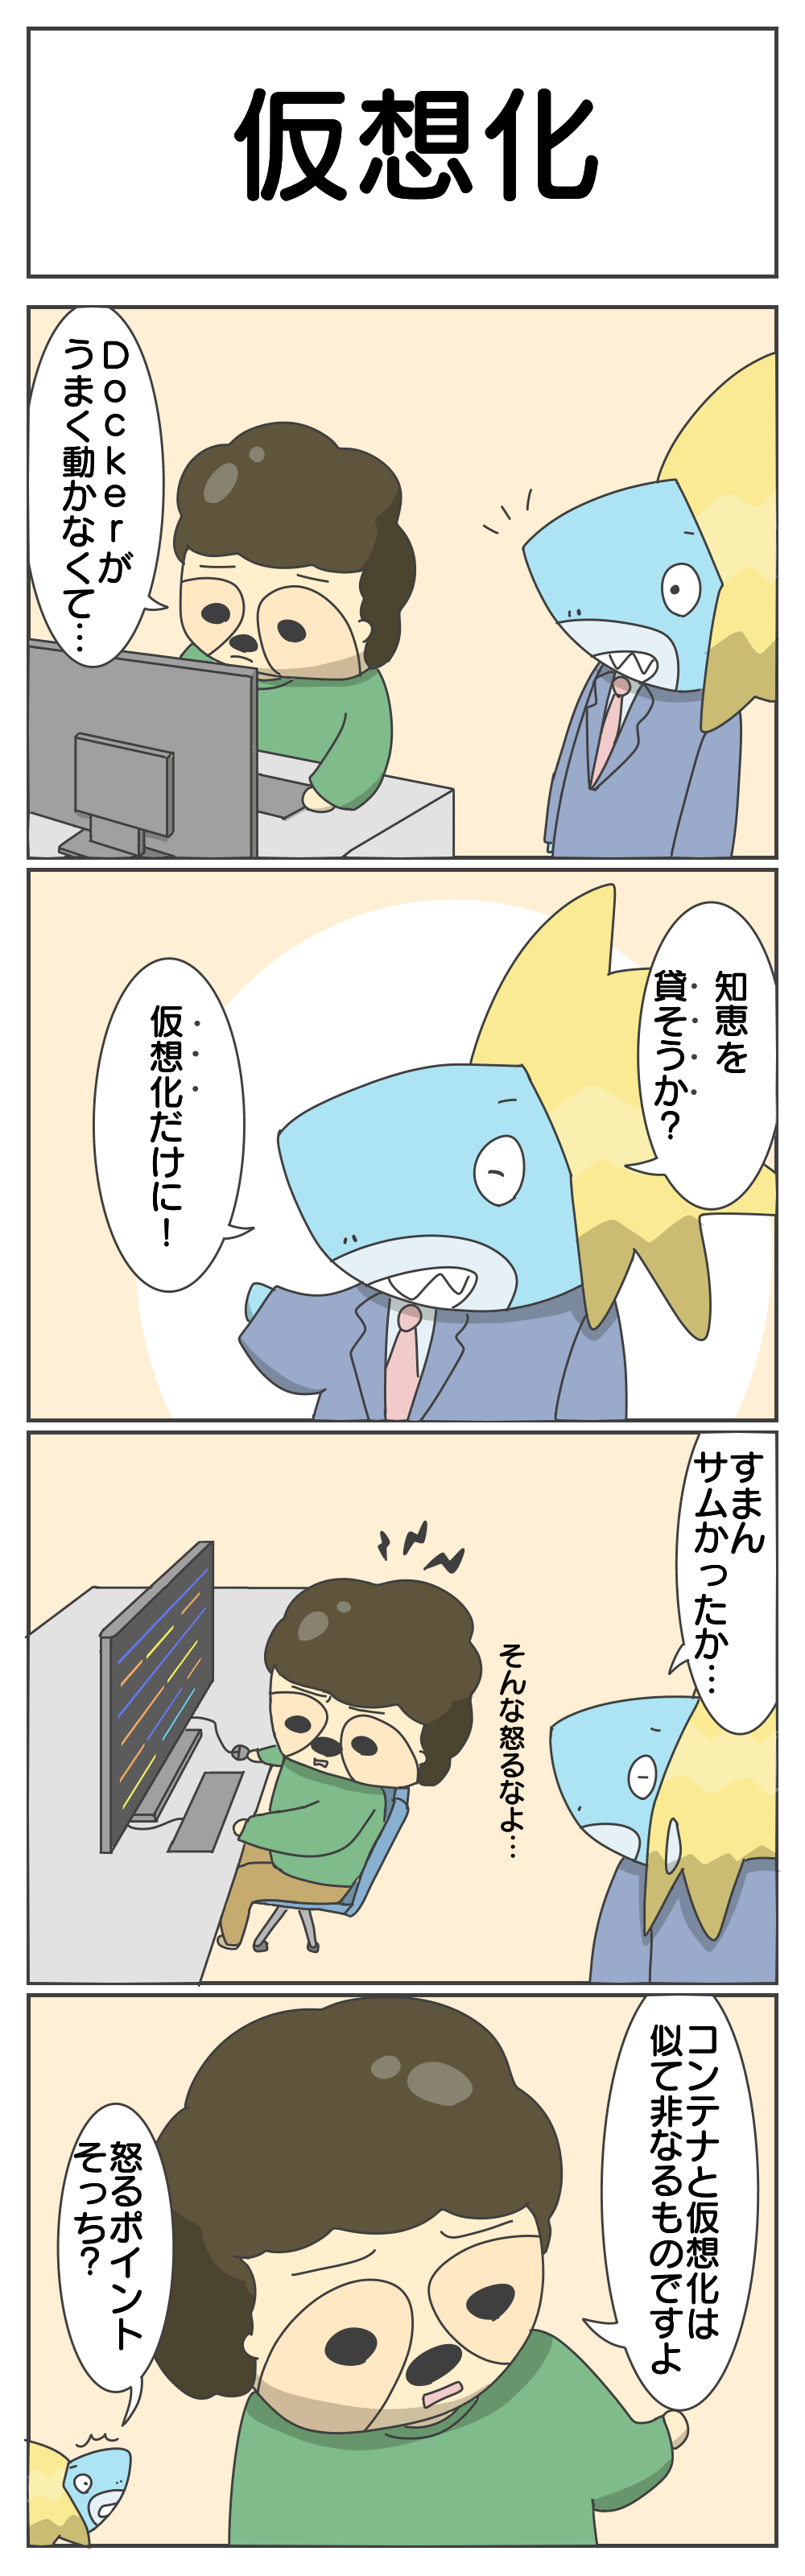 仮想化
Dockerが
うまく動かなくて…
知恵を
貸そうか?
仮想化だけに!
すまん
サムかったか…
そんな怒るなよ…
コンテナと仮想化は
似て非なるものですよ
怒るポイント
そっち?